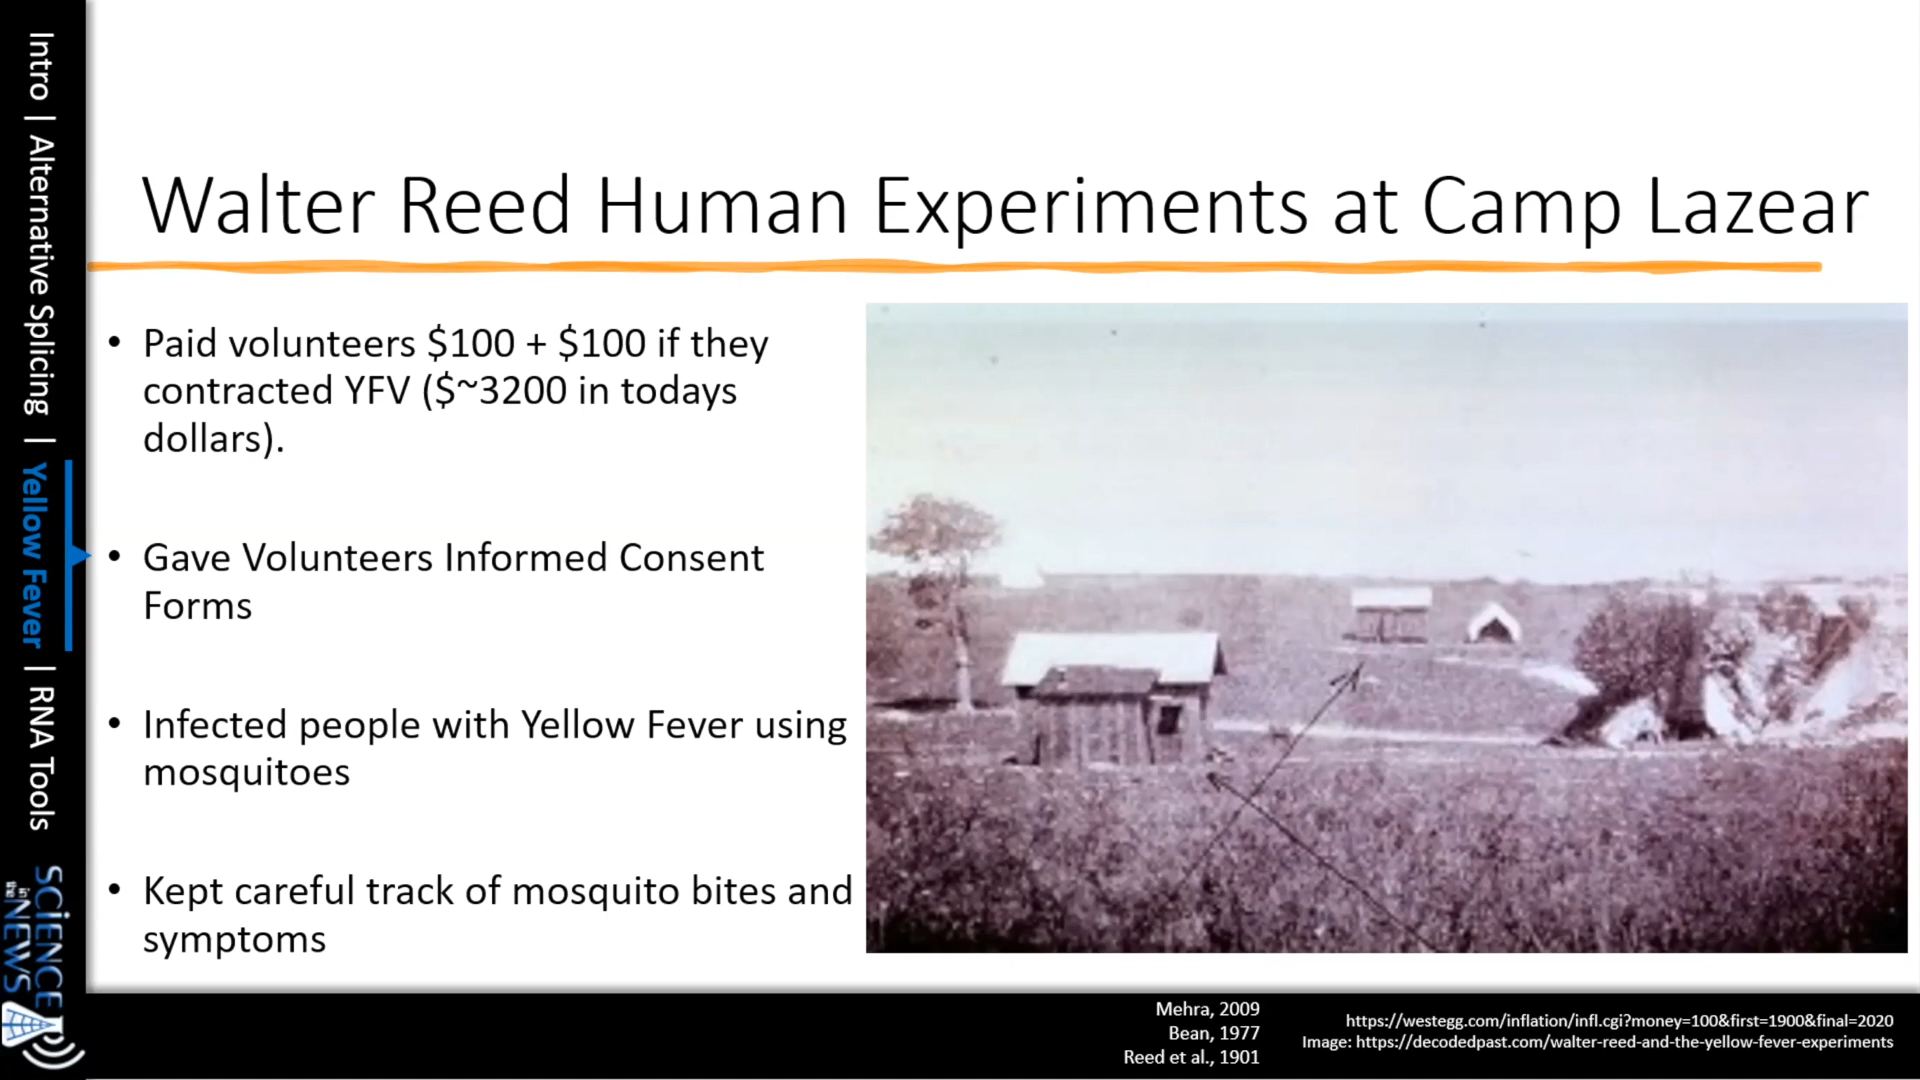 Intro | Alternative Splicing | Yellow Fever | RNA Tools
SCiENCE
in the
NEWS
Walter Reed Human Experiments at Camp Lazear
• Paid volunteers $100 + $100 if they
contracted YFV ($~3200 in todays
dollars).
• Gave Volunteers Informed Consent
Forms
• Infected people with Yellow Fever using
mosquitoes
• Kept careful track of mosquito bites and
symptoms
Mehra, 2009
Bean, 1977
Reed et al., 1901
https://westegg.com/inflation/infl.cgi?money=100&first=1900&final=2020
Image: https://decodedpast.com/walter-reed-and-the-yellow-fever-experiments